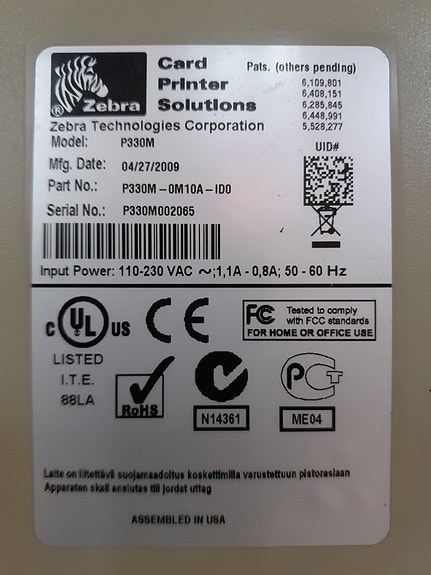 Zebra
®
Card
Printer
Solutions
Pats. (others pending)
6,109,801
6,408,151
6,285,845
6,448,991
5,528,277
Zebra Technologies Corporation
Model: P330M
UID#
Mfg. Date: 04/27/2009
Part No.: P330M-0M10A-ID0
Serial No.: P330M002065
Input Power: 110-230 VAC ~;1,1A - 0,8A; 50 - 60 Hz
C UL US
®
CE
FC Tested to comply
with FCC standards
FOR HOME OR OFFICE USE
LISTED
I.T.E.
88LA
RoHS
N14361
PCT
ME04
Laite on liitettävä suojamaadoitus koskettimilla varustettuun pistorasiaan
Apparaten skall anslutas till jordat uttag
ASSEMBLED IN USA